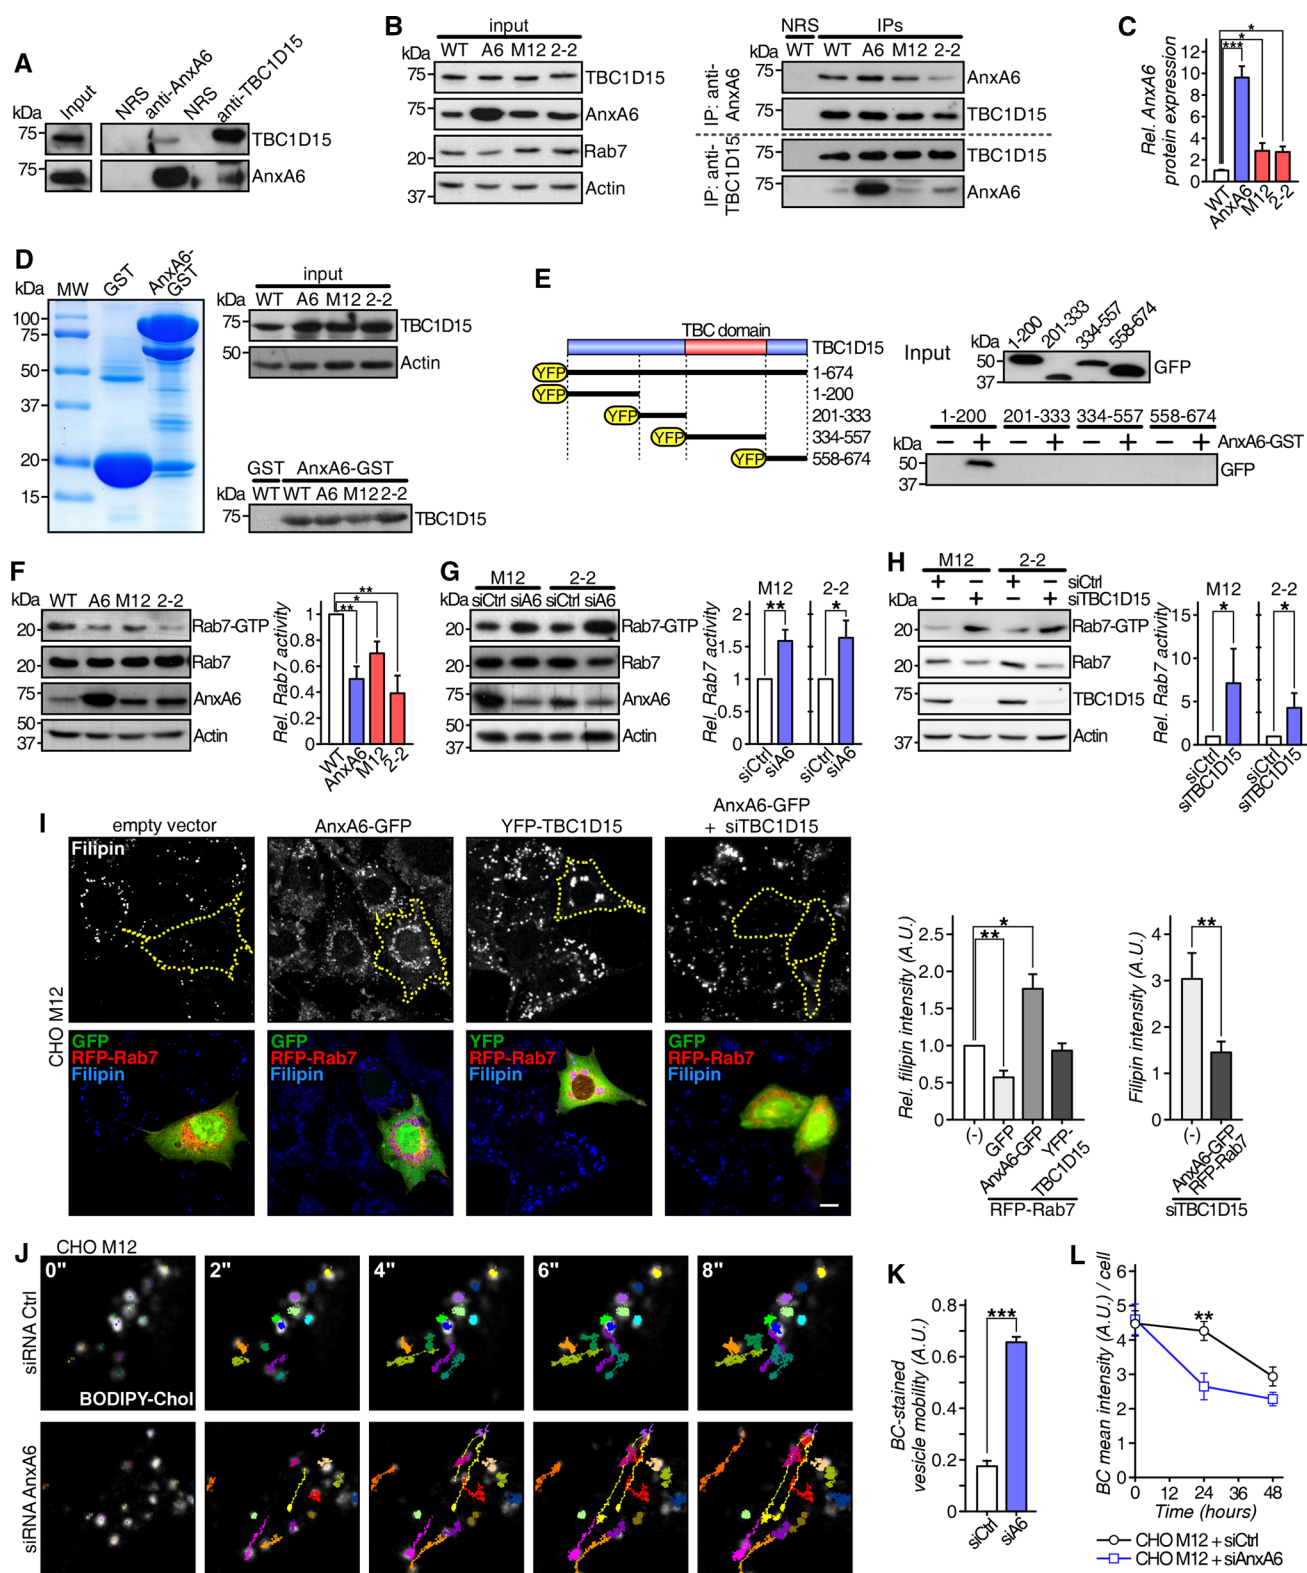 A
Input
NRS
anti-AnxA6
NRS
anti-TBC1D15
kDa
75
TBC1D15
75
AnxA6
B
input
kDa
WT A6 M12 2-2
75
TBC1D15
75
AnxA6
20
Rab7
37
Actin
NRS IPs
kDa
WT WT A6 M12 2-2
IP: anti-AnxA6
75
AnxA6
75
TBC1D15
IP: anti-TBC1D15
75
TBC1D15
75
AnxA6
C
Rel. AnxA6
protein expression
12
10
8
6
4
2
0
***
*
*
WT
AnxA6
M12
2-2
D
kDa
MW
GST
AnxA6-GST
100
75
50
37
20
15
input
kDa
WT A6 M12 2-2
75
TBC1D15
50
Actin
GST AnxA6-GST
kDa
WT WT A6 M12 2-2
75
TBC1D15
E
TBC domain
TBC1D15
YFP
1-674
YFP
1-200
YFP
201-333
YFP
334-557
YFP
558-674
Input
kDa
1-200
201-333
334-557
558-674
50
37
GFP
1-200 201-333 334-557 558-674
kDa
− + − + − + − +
AnxA6-GST
50
37
GFP
F
kDa
WT A6 M12 2-2
20
Rab7-GTP
20
Rab7
75
AnxA6
50
37
Actin
Rel. Rab7 activity
1
0.8
0.6
0.4
0.2
0
**
*
**
WT
AnxA6
M12
2-2
G
M12 2-2
kDa
siCtrl siA6 siCtrl siA6
20
Rab7-GTP
20
Rab7
75
AnxA6
50
37
Actin
M12 2-2
Rel. Rab7 activity
2
1.5
1
0.5
0
**
*
siCtrl
siA6
siCtrl
siA6
H
M12 2-2
+ − + − siCtrl
kDa
− + − + siTBC1D15
20
Rab7-GTP
20
Rab7
75
TBC1D15
37
Actin
M12 2-2
Rel. Rab7 activity
15
10
5
0
*
*
siCtrl
siTBC1D15
siCtrl
siTBC1D15
I
CHO M12
empty vector
AnxA6-GFP
YFP-TBC1D15
AnxA6-GFP
+ siTBC1D15
Filipin
GFP
RFP-Rab7
Filipin
GFP
RFP-Rab7
Filipin
YFP
RFP-Rab7
Filipin
GFP
RFP-Rab7
Filipin
Rel. filipin intensity (A.U.)
2.5
2.0
1.5
1.0
0.5
0
**
*
(-)
GFP
AnxA6-GFP
YFP-
TBC1D15
RFP-Rab7
Filipin intensity (A.U.)
4
3
2
1
0
**
(-)
AnxA6-GFP
RFP-Rab7
siTBC1D15
J
CHO M12
siRNA Ctrl
0"
BODIPY-Chol
2"
4"
6"
8"
siRNA AnxA6
K
BC-stained
vesicle mobility (A.U.)
0.8
0.6
0.4
0.2
0
***
siCtrl
siA6
L
BC mean intensity (A.U.) / cell
6
5
4
3
2
1
0
**
0 12 24 36 48
Time (hours)
CHO M12 + siCtrl
CHO M12 + siAnxA6